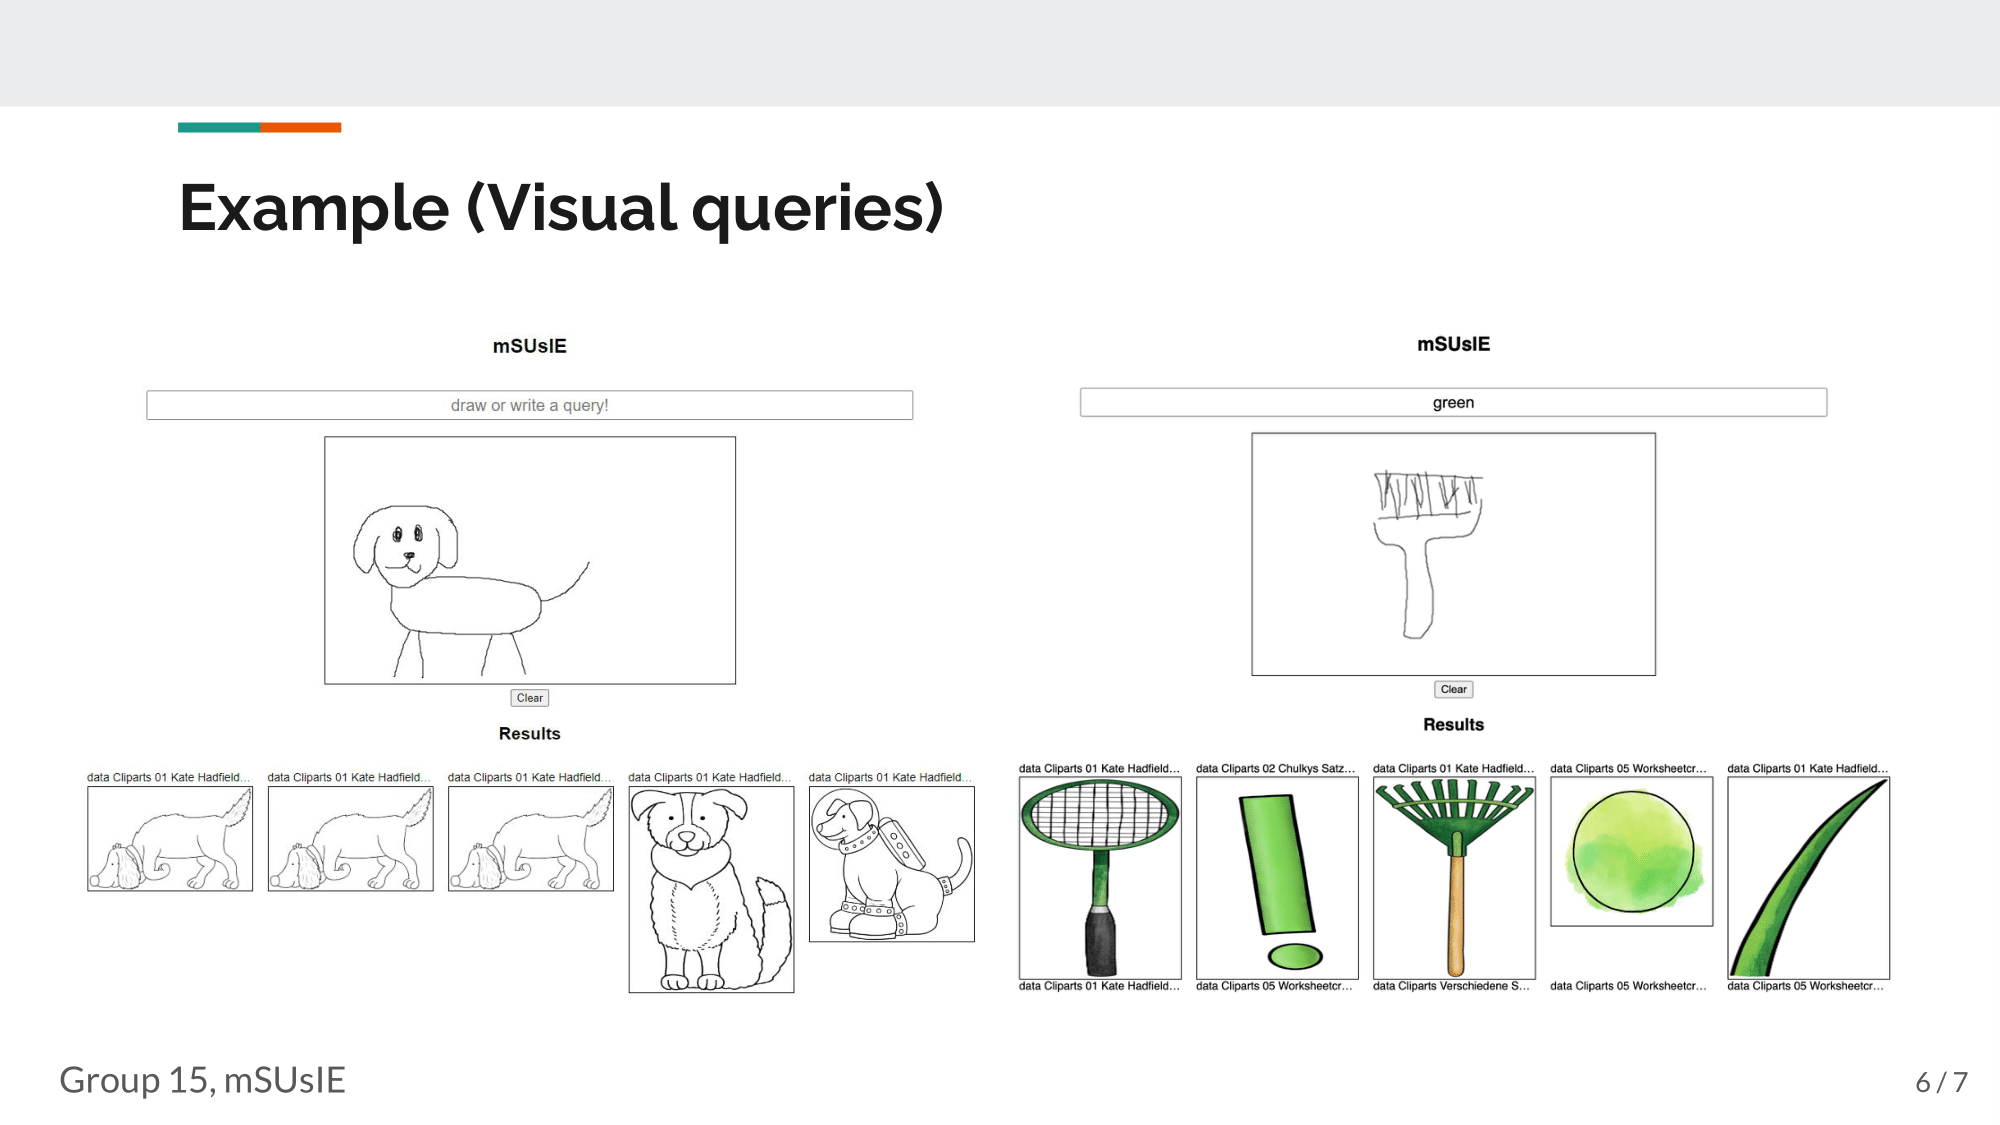 Example (Visual queries)
mSUsIE
draw or write a query!
Clear
Results
data Cliparts 01 Kate Hadfield...
data Cliparts 01 Kate Hadfield...
data Cliparts 01 Kate Hadfield...
data Cliparts 01 Kate Hadfield...
data Cliparts 01 Kate Hadfield...
mSUsIE
green
Clear
Results
data Cliparts 01 Kate Hadfield...
data Cliparts 02 Chulkys Satz...
data Cliparts 01 Kate Hadfield...
data Cliparts 05 Worksheetcr...
data Cliparts 01 Kate Hadfield...
data Cliparts 01 Kate Hadfield...
data Cliparts 05 Worksheetcr...
data Cliparts Verschiedene S...
data Cliparts 05 Worksheetcr...
data Cliparts 05 Worksheetcr...
Group 15, mSUsIE
6 / 7